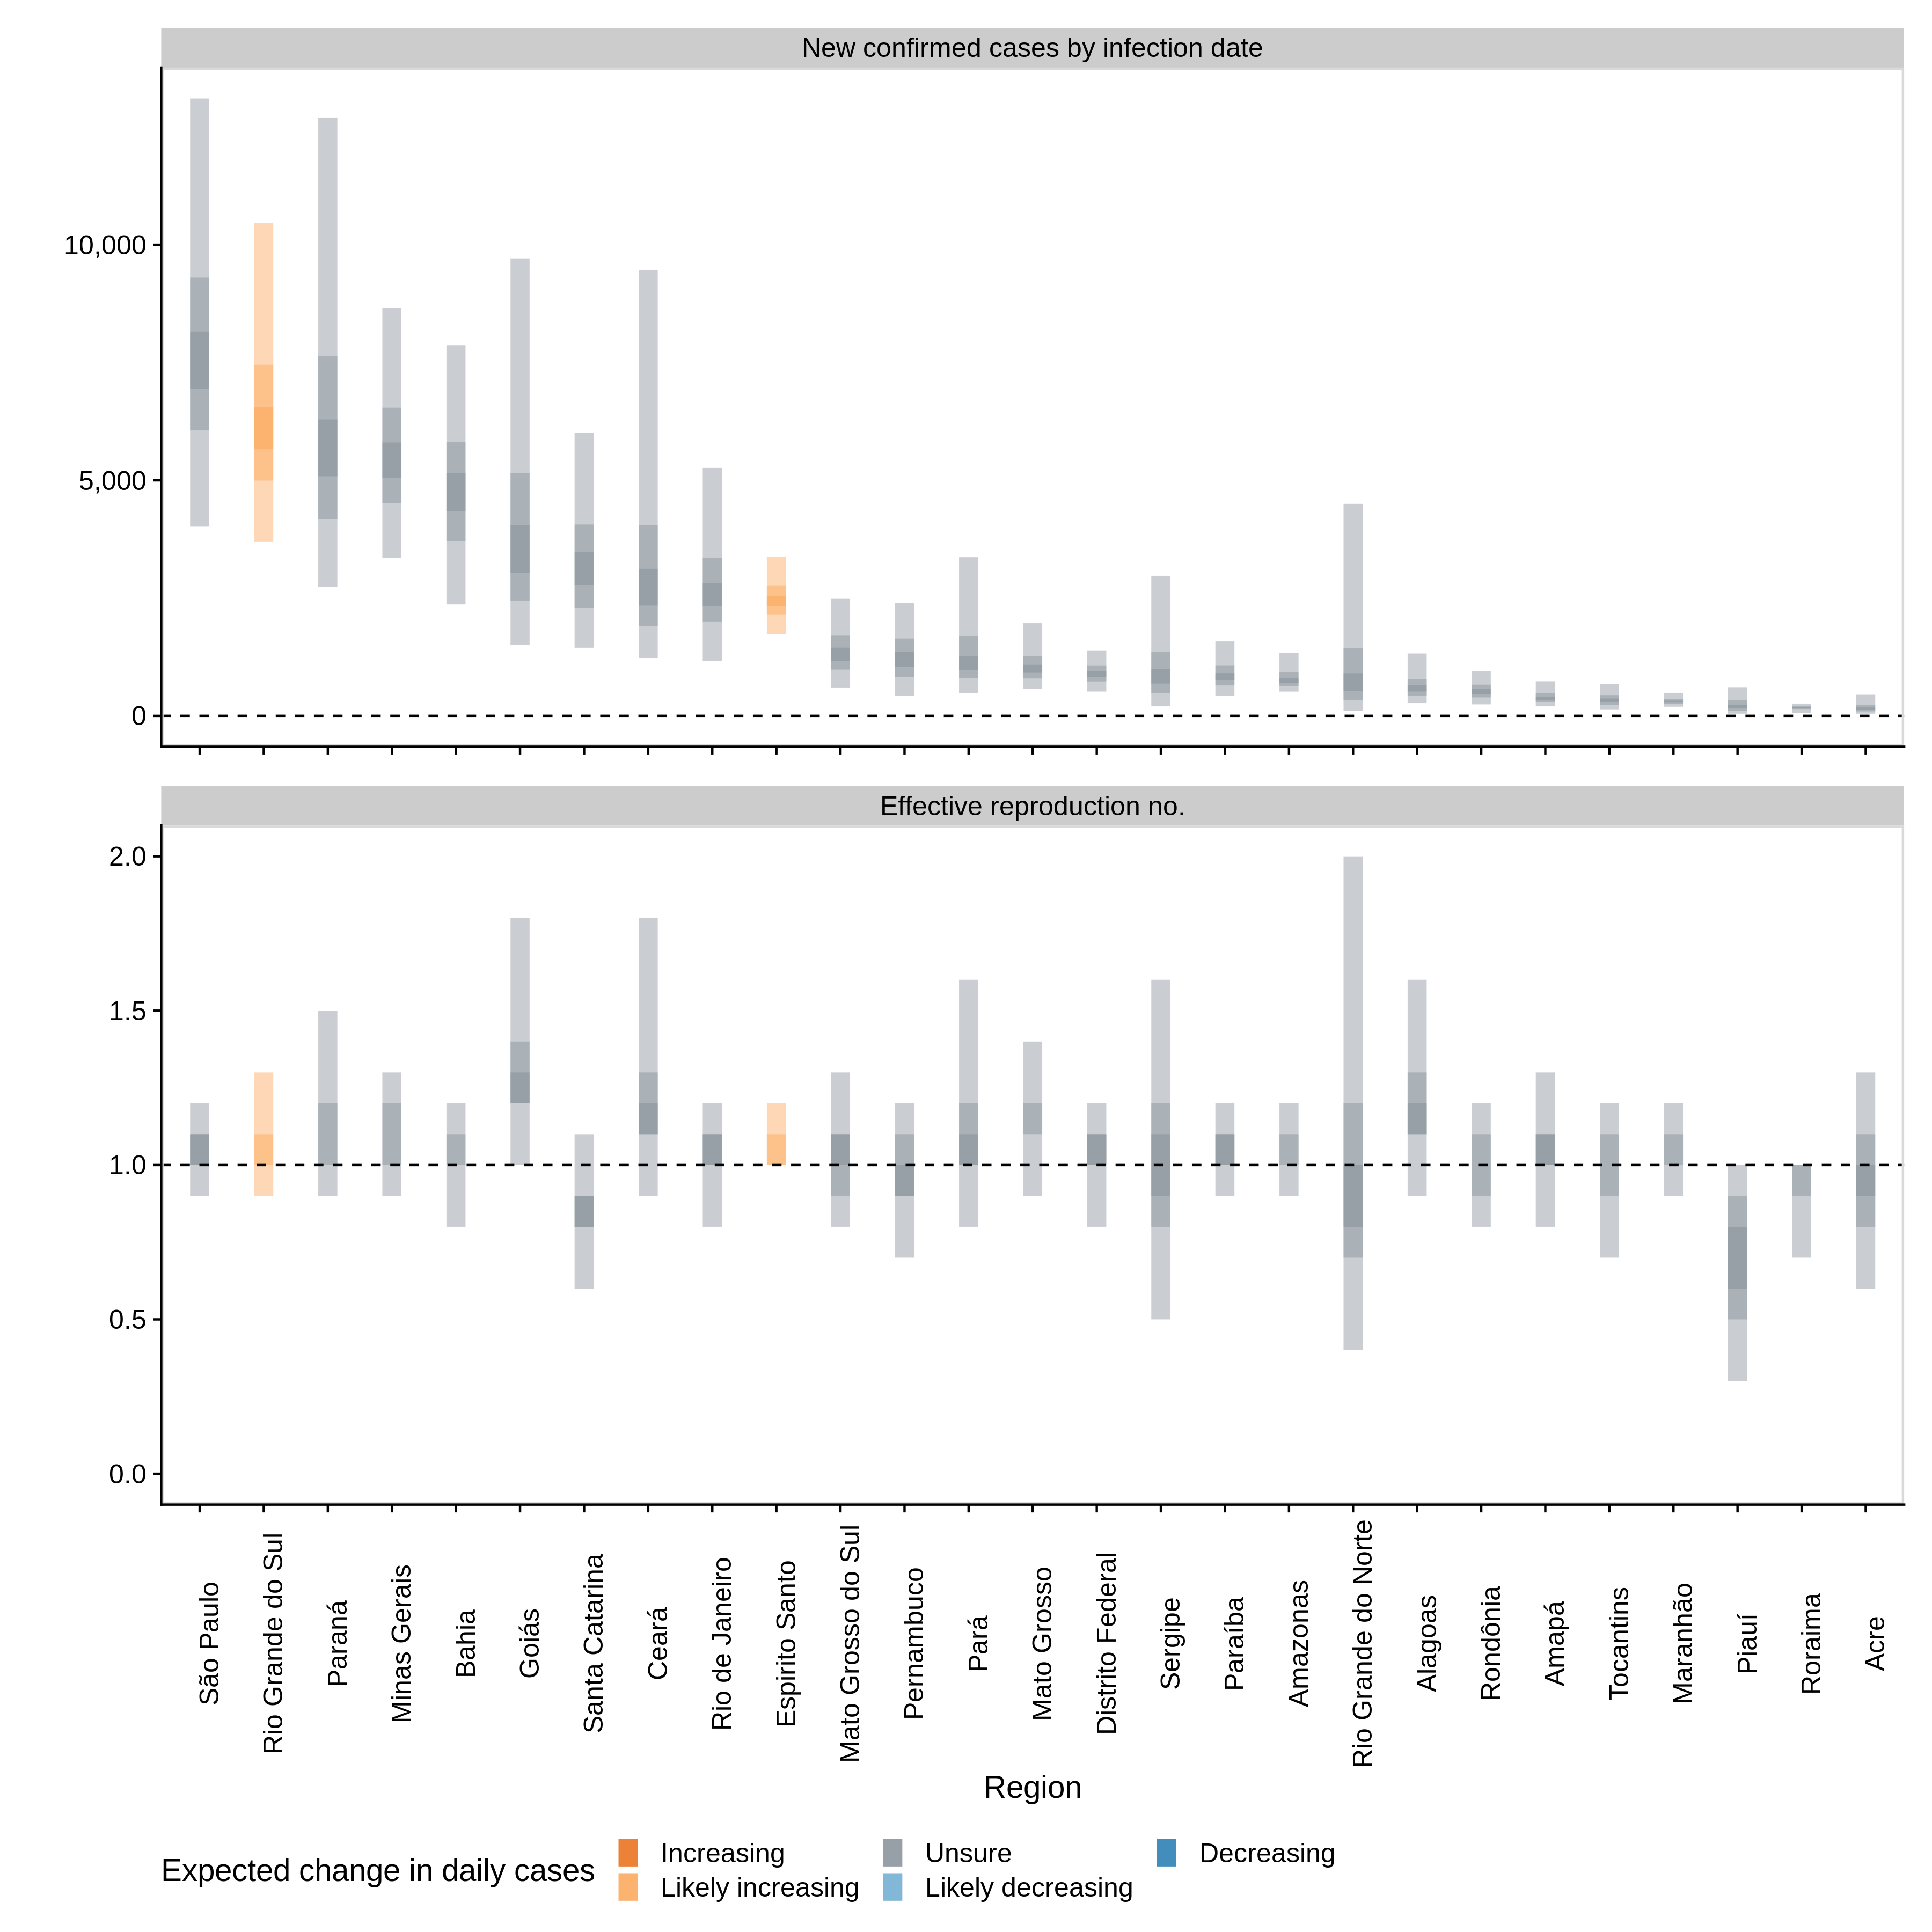 New confirmed cases by infection date
10,000
5,000
0
Effective reproduction no.
2.0
1.5
1.0
0.5
0.0
São Paulo
Rio Grande do Sul
Paraná
Minas Gerais
Bahia
Goiás
Santa Catarina
Ceará
Rio de Janeiro
Espirito Santo
Mato Grosso do Sul
Pernambuco
Pará
Mato Grosso
Distrito Federal
Sergipe
Paraíba
Amazonas
Rio Grande do Norte
Alagoas
Rondônia
Amapá
Tocantins
Maranhão
Piauí
Roraima
Acre
Region
Expected change in daily cases
Increasing
Likely increasing
Unsure
Likely decreasing
Decreasing